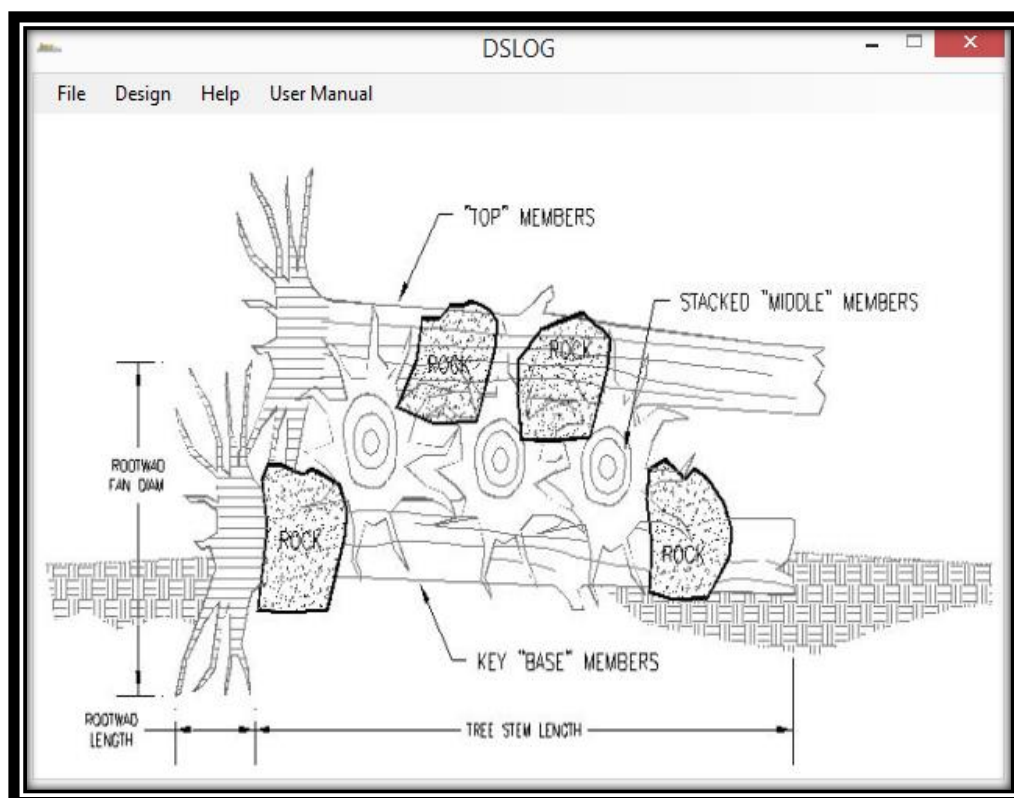 DSLOG
File Design Help User Manual
"TOP" MEMBERS
STACKED "MIDDLE" MEMBERS
ROCK
ROCK
ROOTWAD
FAN DIAM
ROCK
ROCK
KEY "BASE" MEMBERS
ROOTWAD
LENGTH
TREE STEM LENGTH